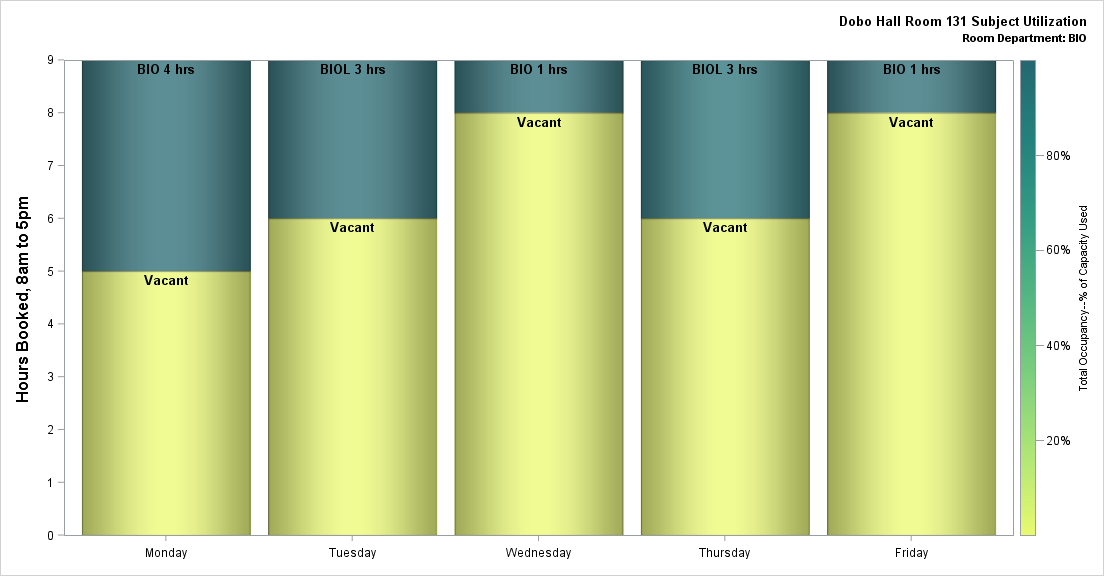 Dobo Hall Room 131 Subject Utilization
Room Department: BIO
Hours Booked, 8am to 5pm
9
8
7
6
5
4
3
2
1
0
BIO 4 hrs
Vacant
BIOL 3 hrs
Vacant
BIO 1 hrs
Vacant
BIOL 3 hrs
Vacant
BIO 1 hrs
Vacant
Monday
Tuesday
Wednesday
Thursday
Friday
80%
60%
40%
20%
Total Occupancy--% of Capacity Used